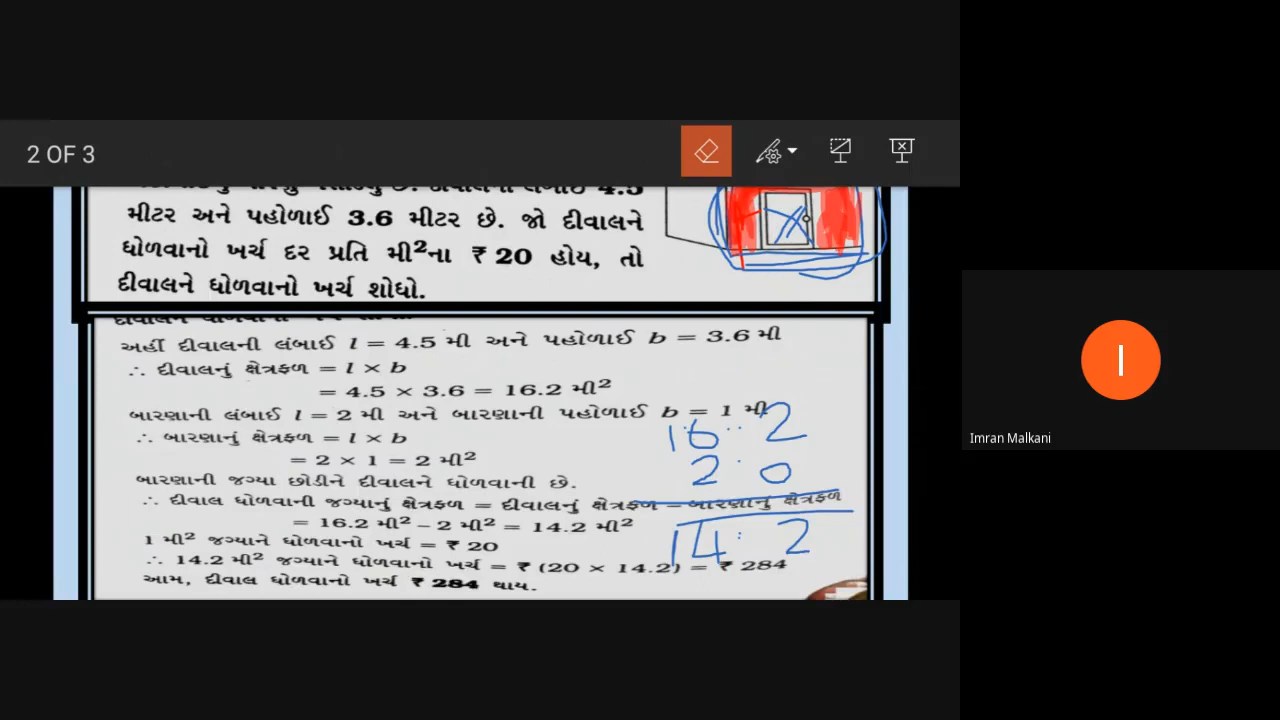 2 OF 3
દીવાલની લંબાઈ 4.5
મીટર અને પહોળાઈ 3.6 મીટર છે. જો દીવાલને
ધોળવાનો ખર્ચ દર પ્રતિ મી²ના ₹ 20 હોય, તો
દીવાલને ધોળવાનો ખર્ચ શોધો.
અહીં દીવાલની લંબાઈ l = 4.5 મી અને પહોળાઈ b = 3.6 મી
∴ દીવાલનું ક્ષેત્રફળ = l × b
= 4.5 × 3.6 = 16.2 મી²
બારણાની લંબાઈ l = 2 મી અને બારણાની પહોળાઈ b = 1 મી
∴ બારણાનું ક્ષેત્રફળ = l × b
= 2 × 1 = 2 મી²
બારણાની જગ્યા છોડીને દીવાલને ધોળવાની છે.
∴ દીવાલ ધોળવાની જગ્યાનું ક્ષેત્રફળ = દીવાલનું ક્ષેત્રફળ – બારણાનું ક્ષેત્રફળ
= 16.2 મી² – 2 મી² = 14.2 મી²
1 મી² જગ્યાને ધોળવાનો ખર્ચ = ₹ 20
∴ 14.2 મી² જગ્યાને ધોળવાનો ખર્ચ = ₹ (20 × 14.2) = ₹ 284
આમ, દીવાલ ધોળવાનો ખર્ચ ₹ 284 થાય.
16.2
2.0
14.2
I
Imran Malkani